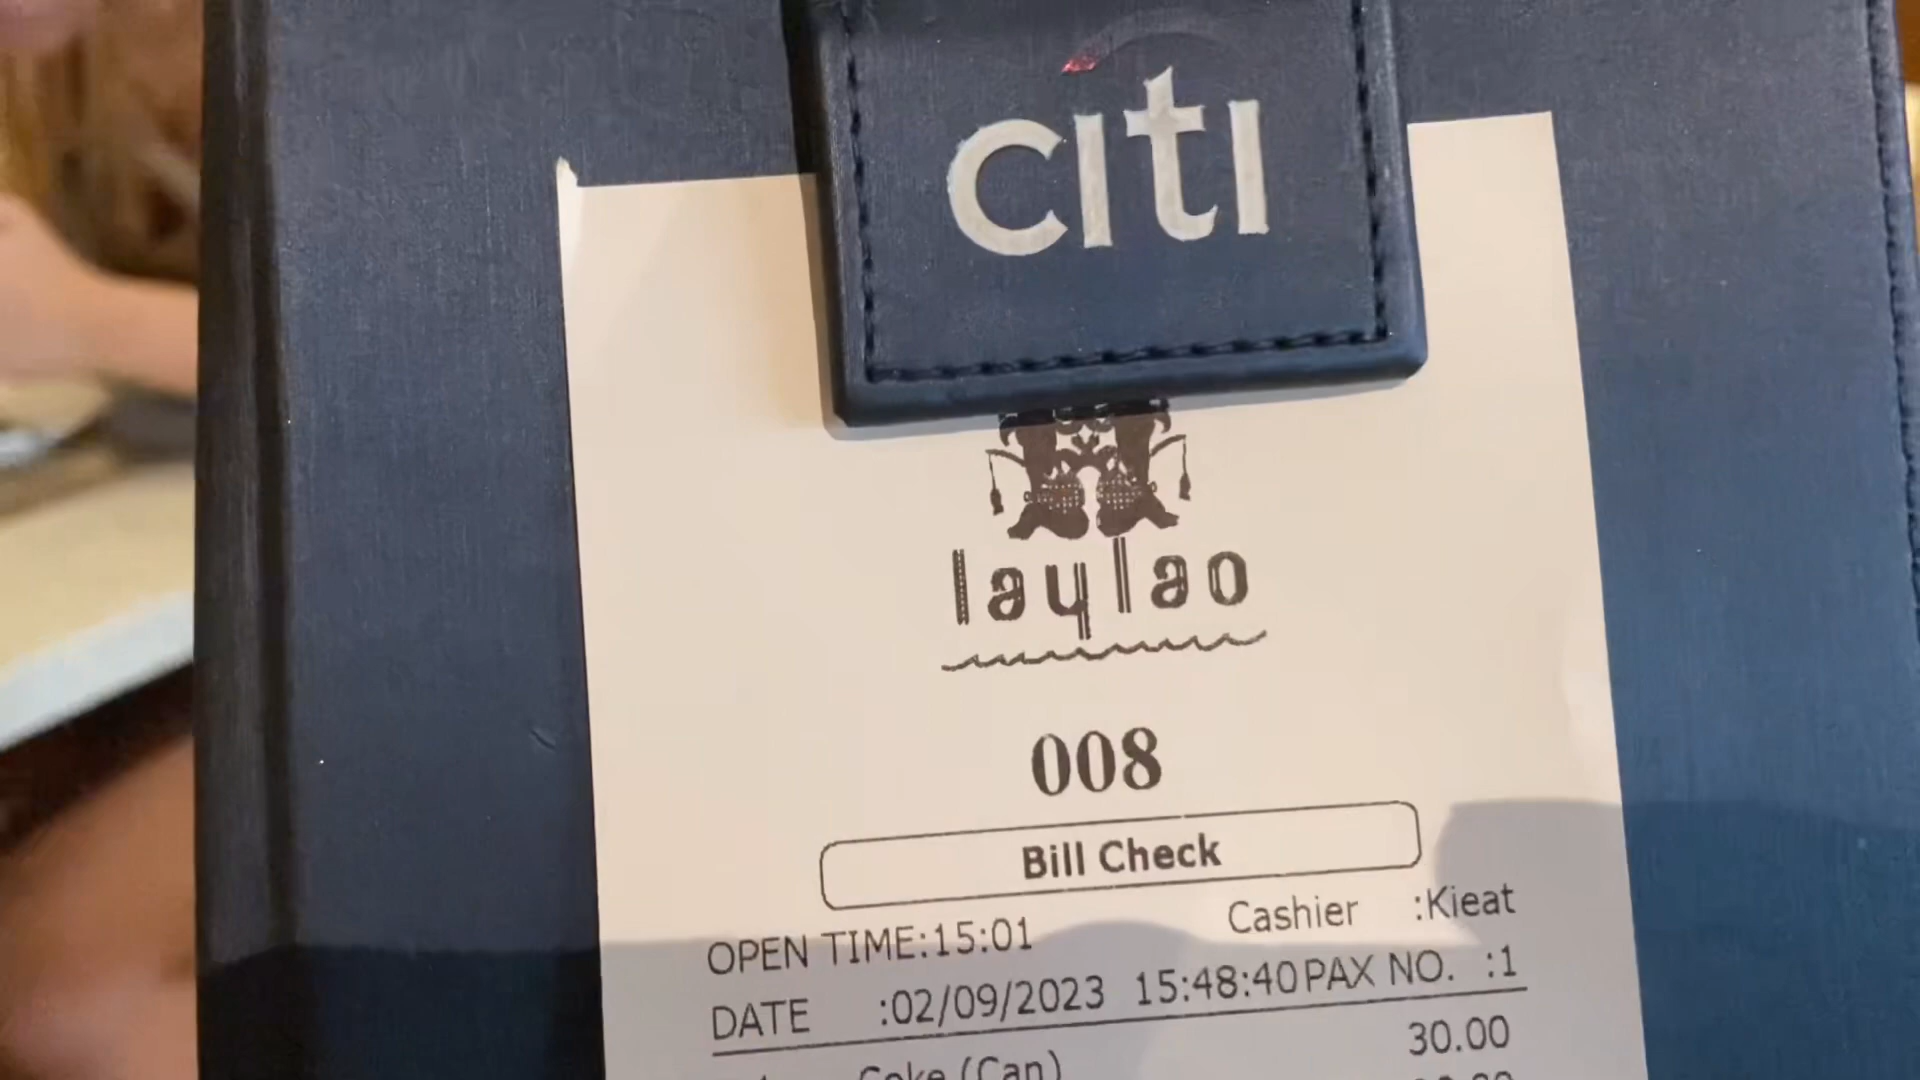 citi
laylao
008
Bill Check
OPEN TIME:15:01 Cashier :Kieat
DATE :02/09/2023 15:48:40 PAX NO. :1
Coke (Can) 30.00